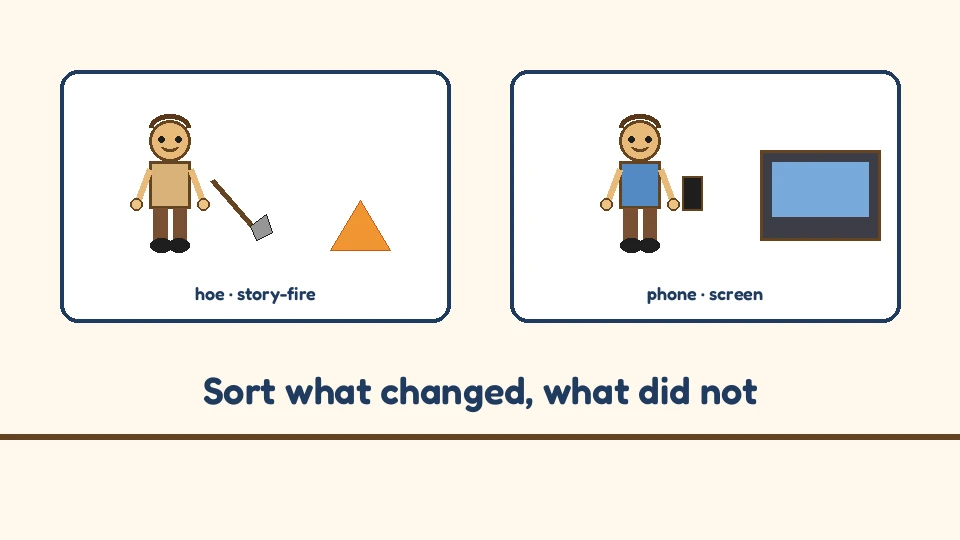 hoe · story-fire
phone · screen
Sort what changed, what did not